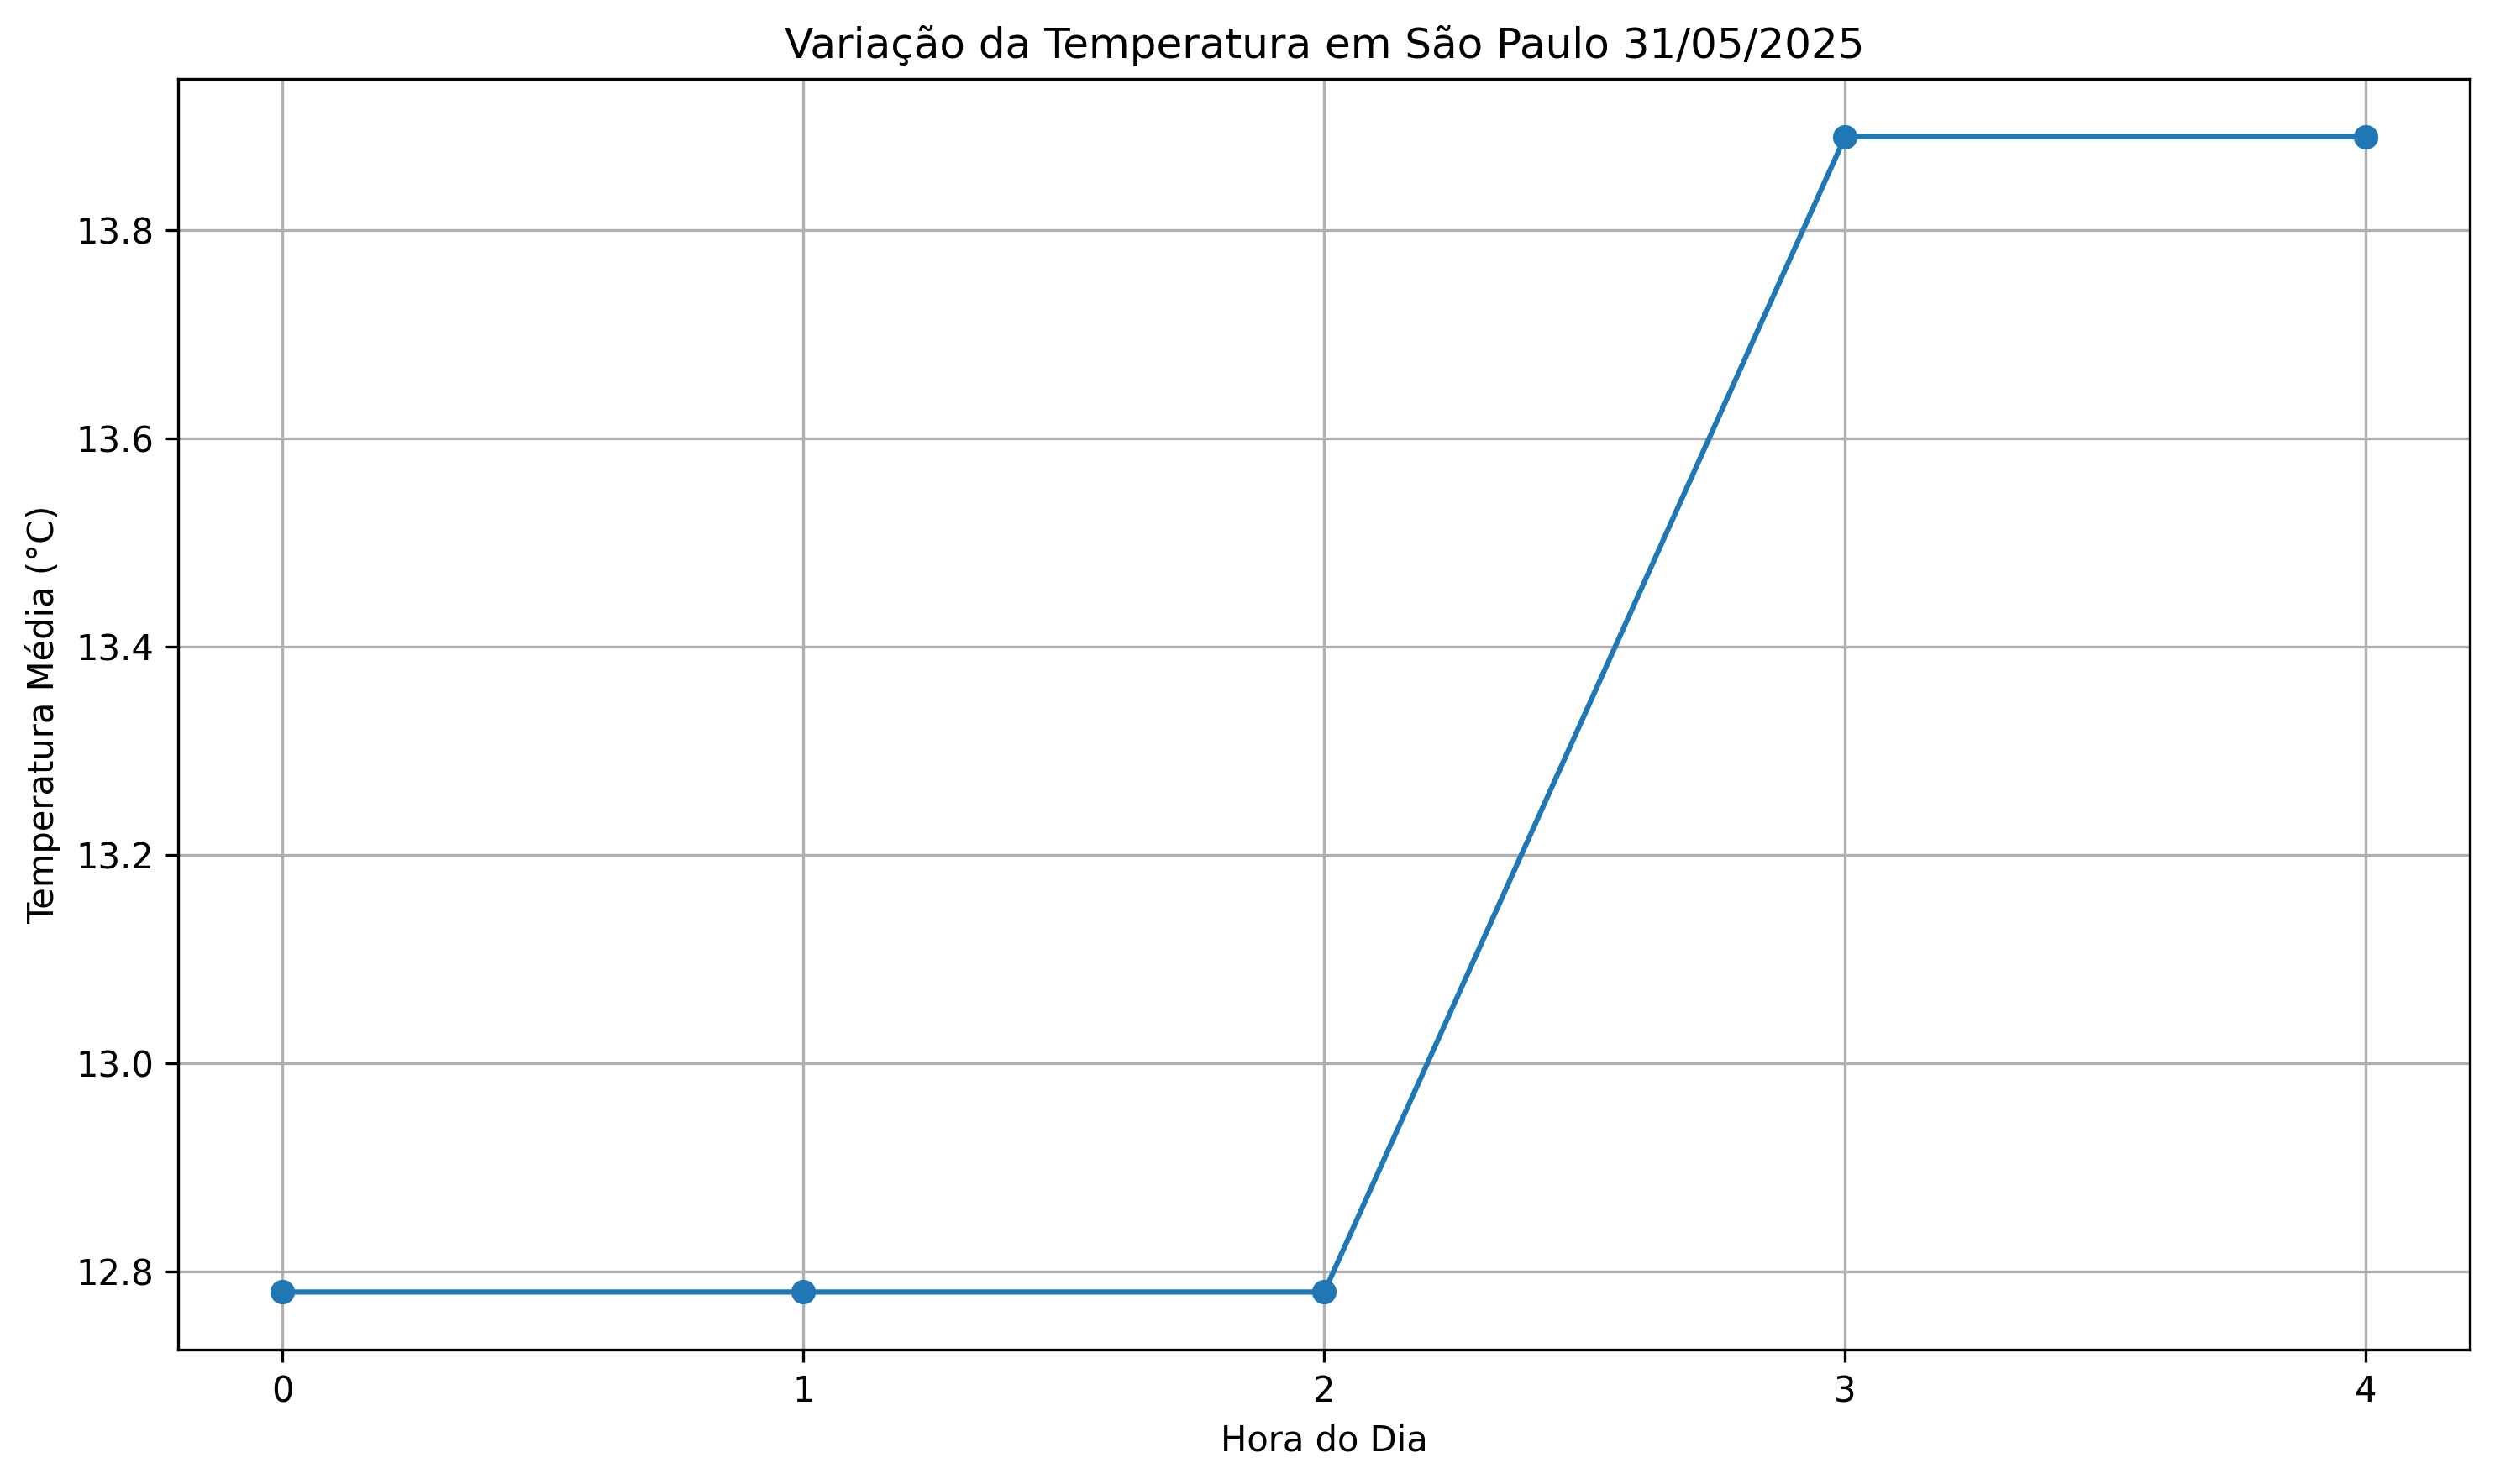 Variação da Temperatura em São Paulo 31/05/2025
Temperatura Média (°C)
13.8
13.6
13.4
13.2
13.0
12.8
0 1 2 3 4
Hora do Dia